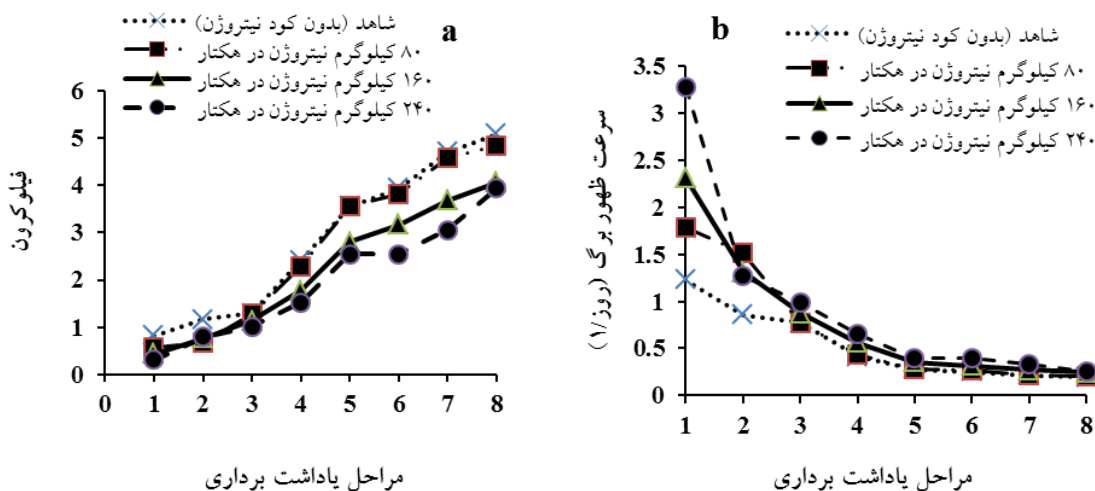 a
شاهد (بدون کود نیتروژن)
۸۰ کیلوگرم نیتروژن در هکتار
۱۶۰ کیلوگرم نیتروژن در هکتار
۲۴۰ کیلوگرم نیتروژن در هکتار
فیلوکرون
6
5
4
3
2
1
0
0 1 2 3 4 5 6 7 8
مراحل یاداشت برداری
b
شاهد (بدون کود نیتروژن)
۸۰ کیلوگرم نیتروژن در هکتار
۱۶۰ کیلوگرم نیتروژن در هکتار
۲۴۰ کیلوگرم نیتروژن در هکتار
سرعت ظهور برگ (روز/۱)
3.5
3
2.5
2
1.5
1
0.5
0
1 2 3 4 5 6 7 8
مراحل یاداشت برداری